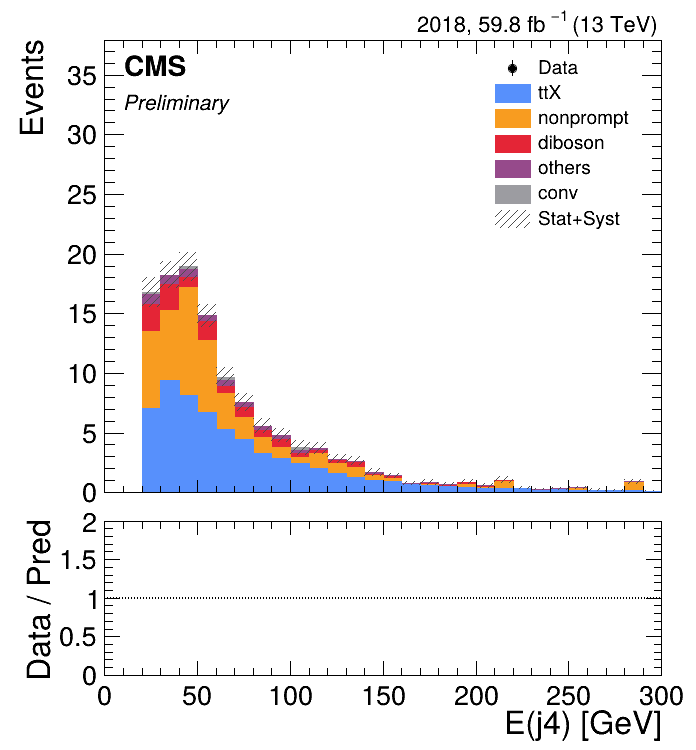 2018, 59.8 fb⁻¹ (13 TeV)
Events
CMS
Preliminary
Data
ttX
nonprompt
diboson
others
conv
Stat+Syst
35
30
25
20
15
10
5
0
Data / Pred
2
1.5
1
0.5
0
0 50 100 150 200 250 300
E(j4) [GeV]